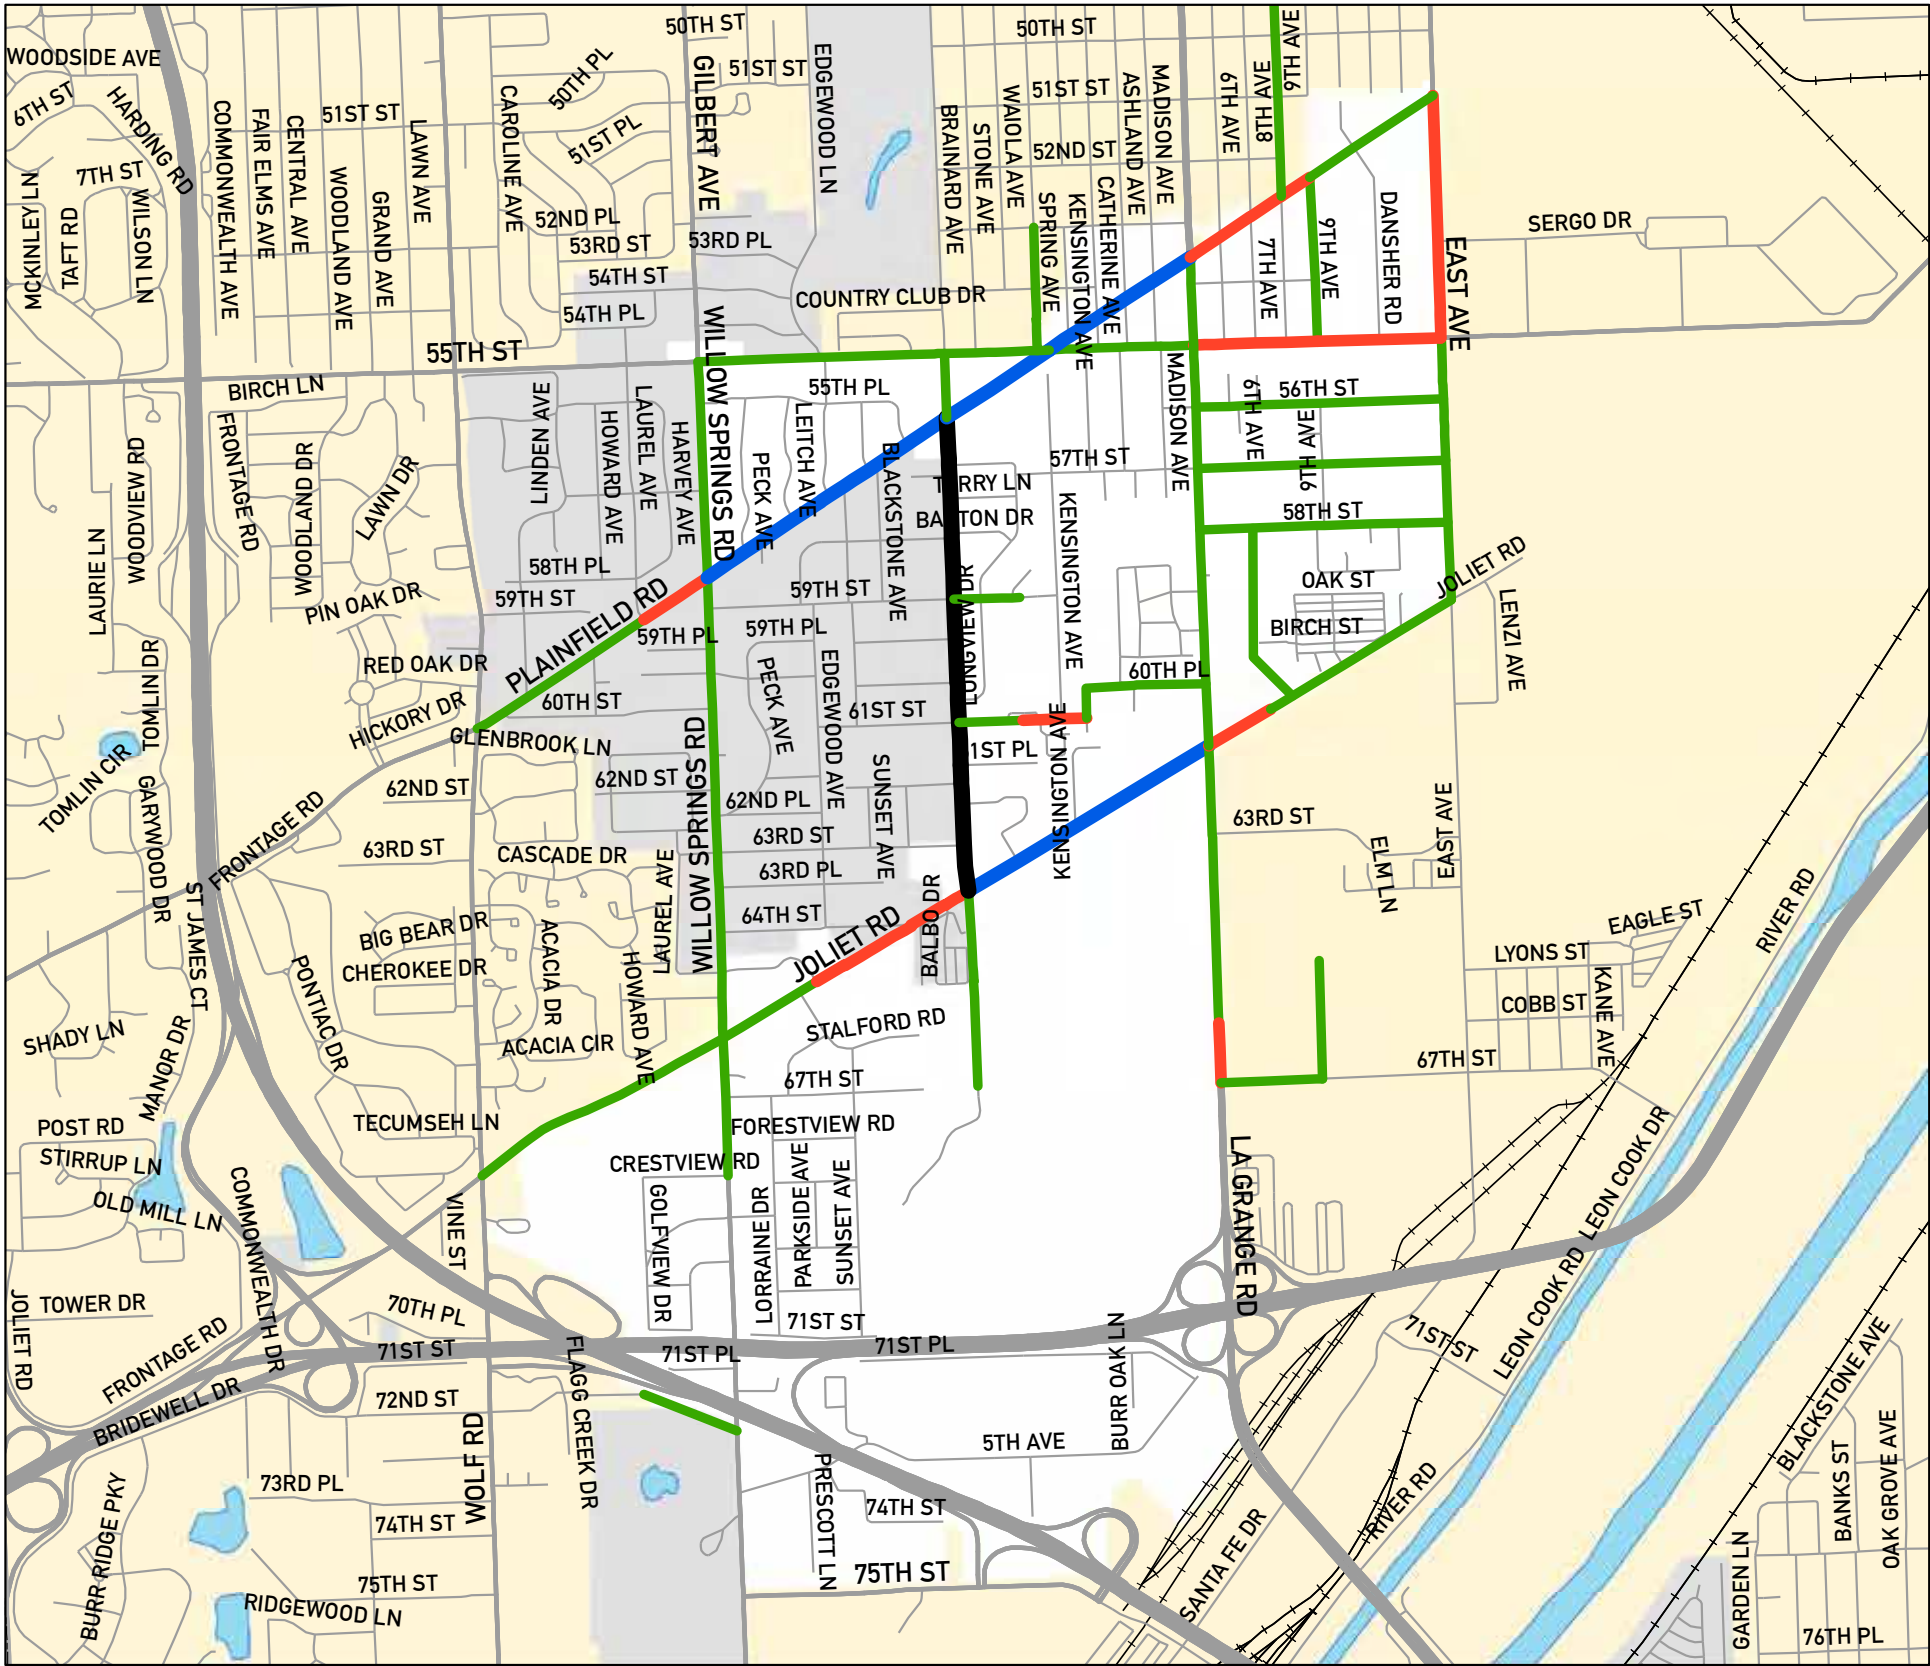 50TH ST
50TH ST
9TH AVE
WOODSIDE AVE
50TH PL
51ST ST
GILBERT AVE
EDGEWOOD LN
6TH ST
HARDING RD
51ST ST
51ST ST
8TH AVE
6TH AVE
MADISON AVE
ASHLAND AVE
WAIOLA AVE
BRAINARD AVE
STONE AVE
COMMONWEALTH AVE
FAIR ELMS AVE
CENTRAL AVE
LAWN AVE
CAROLINE AVE
51ST PL
52ND ST
7TH ST
MCKINLEY LN
TAFT RD
WILSON LN
WOODLAND AVE
GRAND AVE
52ND PL
53RD ST
53RD PL
54TH ST
54TH PL
COUNTRY CLUB DR
SPRING AVE
KENSINGTON AVE
CATHERINE AVE
7TH AVE
9TH AVE
DANSHER RD
EAST AVE
SERGO DR
55TH ST
WILLOW SPRINGS RD
BIRCH LN
55TH PL
MADISON AVE
56TH ST
6TH AVE
9TH AVE
FRONTAGE RD
WOODVIEW RD
WOODLAND DR
LAWN DR
LINDEN AVE
HOWARD AVE
LAUREL AVE
HARVEY AVE
PECK AVE
LEITCH AVE
BLACKSTONE AVE
57TH ST
58TH ST
LAURIE LN
58TH PL
59TH ST
59TH ST
PIN OAK DR
PLAINFIELD RD
59TH PL
59TH PL
KENSINGTON AVE
OAK ST
BIRCH ST
JOLIET RD
LENZI AVE
TOMLIN DR
RED OAK DR
HICKORY DR
60TH ST
GLENBROOK LN
PECK AVE
EDGEWOOD AVE
61ST ST
60TH PL
TOMLIN CIR
GARYWOOD DR
62ND ST
62ND ST
WILLOW SPRINGS RD
62ND PL
SUNSET AVE
KENSINGTON AVE
63RD ST
FRONTAGE RD
63RD ST
CASCADE DR
63RD ST
63RD PL
LAUREL AVE
64TH ST
JOLIET RD
BALBO DR
ELM LN
EAST AVE
RIVER RD
ST JAMES CT
BIG BEAR DR
CHEROKEE DR
ACACIA DR
HOWARD AVE
EAGLE ST
LYONS ST
COBB ST
KANE AVE
SHADY LN
MANOR DR
PONTIAC DR
ACACIA CIR
STALFORD RD
67TH ST
67TH ST
POST RD
STIRRUP LN
OLD MILL LN
TECUMSEH LN
FORESTVIEW RD
CRESTVIEW RD
COMMONWEALTH DR
VINE ST
GOLFVIEW DR
LORRAINE DR
PARKSIDE AVE
SUNSET AVE
LA GRANGE RD
LEON COOK DR
LEON COOK RD
TOWER DR
JOLIET RD
70TH PL
71ST ST
71ST ST
71ST PL
71ST PL
BURR OAK LN
71ST ST
FRONTAGE RD
BRIDEWELL DR
72ND ST
FLAGG CREEK DR
WOLF RD
5TH AVE
BLACKSTONE AVE
BANKS ST
OAK GROVE AVE
BURR RIDGE PKY
73RD PL
74TH ST
PRESCOTT LN
74TH ST
SANTA FE DR
RIVER RD
75TH ST
75TH ST
RIDGEWOOD LN
GARDEN LN
76TH PL